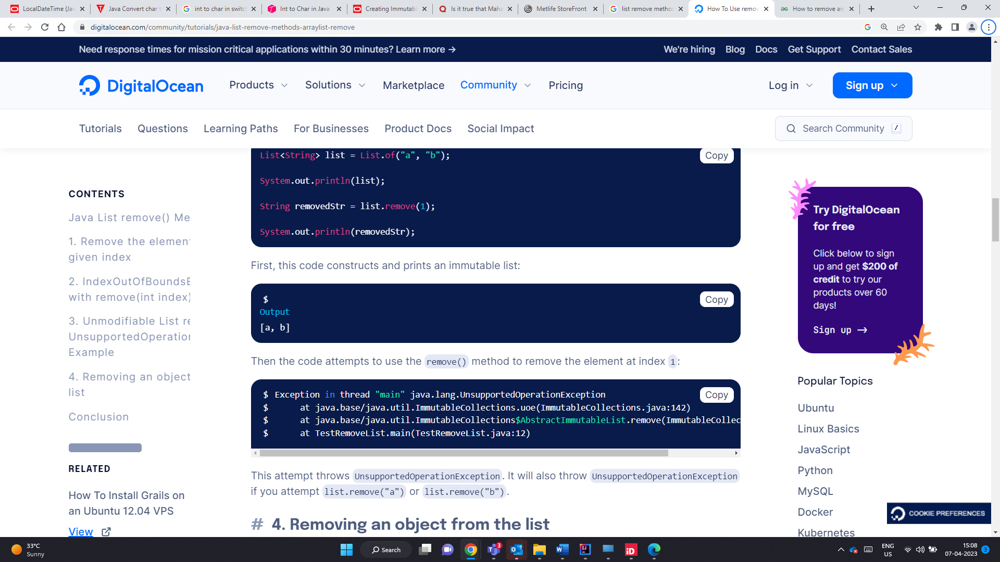 LocalDateTime (Jav
Java Convert char t
int to char in switc
Int to Char in Java
Creating Immutabl
Is it true that Maha
Metlife StoreFront
list remove metho
How To Use remov
How to remove an
digitalocean.com/community/tutorials/java-list-remove-methods-arraylist-remove
Need response times for mission critical applications within 30 minutes? Learn more →
We're hiring Blog Docs Get Support Contact Sales
DigitalOcean
Products Solutions Marketplace Community Pricing
Log in
Sign up
Tutorials Questions Learning Paths For Businesses Product Docs Social Impact
Search Community /
CONTENTS
Java List remove() Me
1. Remove the element
given index
2. IndexOutOfBoundsE
with remove(int index)
3. Unmodifiable List re
UnsupportedOperation
Example
4. Removing an object
list
Conclusion
RELATED
How To Install Grails on
an Ubuntu 12.04 VPS
View
List<String> list = List.of("a", "b");
Copy
System.out.println(list);
String removedStr = list.remove(1);
System.out.println(removedStr);
First, this code constructs and prints an immutable list:
$
Copy
Output
[a, b]
Then the code attempts to use the remove() method to remove the element at index 1:
$ Exception in thread "main" java.lang.UnsupportedOperationException
Copy
$ at java.base/java.util.ImmutableCollections.uoe(ImmutableCollections.java:142)
$ at java.base/java.util.ImmutableCollections$AbstractImmutableList.remove(ImmutableCollec
$ at TestRemoveList.main(TestRemoveList.java:12)
This attempt throws UnsupportedOperationException. It will also throw UnsupportedOperationException
if you attempt list.remove("a") or list.remove("b").
# 4. Removing an object from the list
Try DigitalOcean
for free
Click below to sign
up and get $200 of
credit to try our
products over 60
days!
Sign up →
Popular Topics
Ubuntu
Linux Basics
JavaScript
Python
MySQL
Docker
Kubernetes
COOKIE PREFERENCES
33°C
Sunny
Search
3
ENG
US
15:08
07-04-2023
3